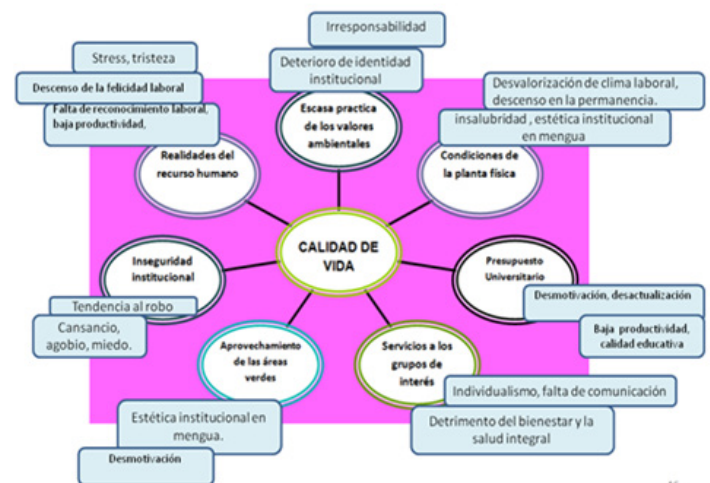 Irresponsabilidad
Stress, tristeza
Deterioro de identidad
institucional
Descenso de la felicidad laboral
Desvalorización de clima laboral,
descenso en la permanencia.
Falta de reconocimiento laboral,
baja productividad,
Escasa practica
de los valores
ambientales
insalubridad , estética institucional
en mengua
Realidades del
recurso humano
Condiciones de
la planta física
CALIDAD DE
VIDA
Inseguridad
institucional
Presupuesto
Universitario
Tendencia al robo
Desmotivación, desactualización
Cansancio,
agobio, miedo.
Baja productividad,
calidad educativa
Aprovechamiento
de las áreas
verdes
Servicios a los
grupos de
interés
Individualismo, falta de comunicación
Estética institucional en
mengua.
Detrimento del bienestar y la
salud integral
Desmotivación